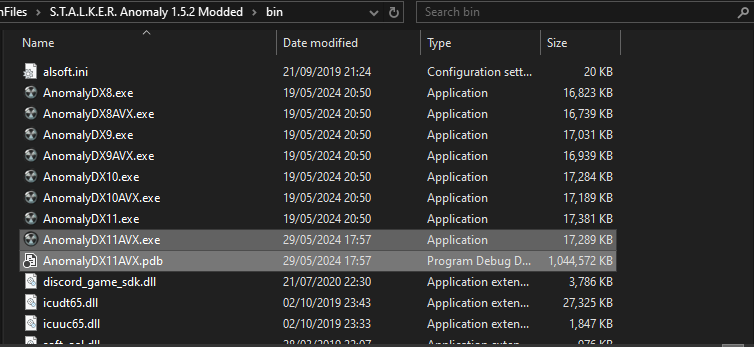 nFiles > S.T.A.L.K.E.R. Anomaly 1.5.2 Modded > bin
Search bin
Name Date modified Type Size
alsoft.ini 21/09/2019 21:24 Configuration sett... 20 KB
AnomalyDX8.exe 19/05/2024 20:50 Application 16,823 KB
AnomalyDX8AVX.exe 19/05/2024 20:50 Application 16,739 KB
AnomalyDX9.exe 19/05/2024 20:50 Application 17,031 KB
AnomalyDX9AVX.exe 19/05/2024 20:50 Application 16,939 KB
AnomalyDX10.exe 19/05/2024 20:50 Application 17,284 KB
AnomalyDX10AVX.exe 19/05/2024 20:50 Application 17,189 KB
AnomalyDX11.exe 19/05/2024 20:50 Application 17,381 KB
AnomalyDX11AVX.exe 29/05/2024 17:57 Application 17,289 KB
AnomalyDX11AVX.pdb 29/05/2024 17:57 Program Debug D... 1,044,572 KB
discord_game_sdk.dll 21/07/2020 22:30 Application exten... 3,786 KB
icudt65.dll 02/10/2019 23:43 Application exten... 27,325 KB
icuuc65.dll 02/10/2019 23:33 Application exten... 1,847 KB